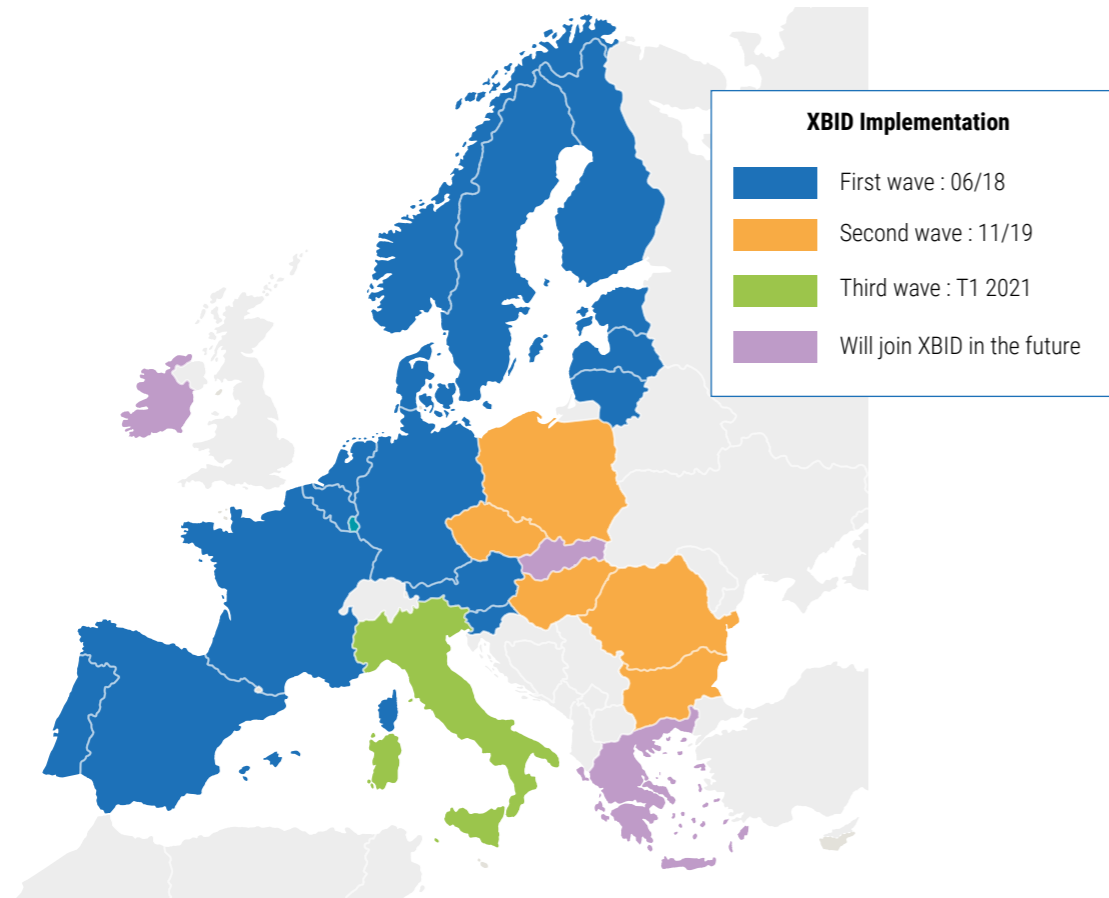 XBID Implementation
First wave : 06/18
Second wave : 11/19
Third wave : T1 2021
Will join XBID in the future